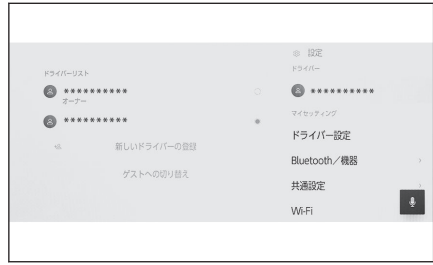 ドライバーリスト
**********
オーナー
**********
新しいドライバーの登録
ゲストへの切り替え
設定
ドライバー
**********
マイセッティング
ドライバー設定
Bluetooth／機器
共通設定
Wi-Fi